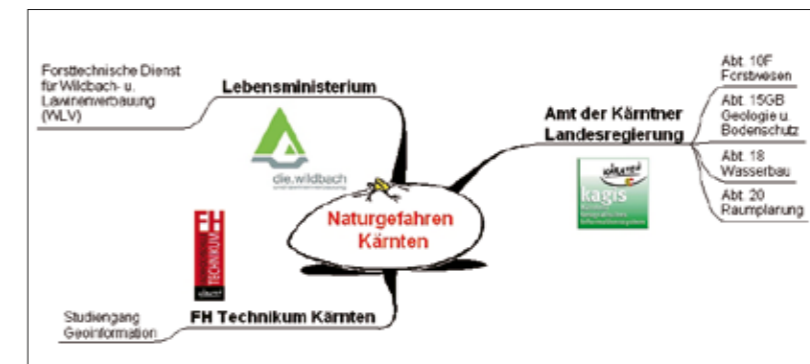 Forsttechnische Dienst
für Wildbach- u.
Lawinenverbauung
(WLV)
Lebensministerium
die.wildbach
Amt der Kärntner
Landesregierung
Abt. 10F
Forstwesen
Abt. 15GB
Geologie u.
Bodenschutz
Abt. 18
Wasserbau
Abt. 20
Raumplanung
KÄRNTEN
kagis
Naturgefahren
Kärnten
FH
TECHNIKUM
Studiengang
Geoinformation
FH Technikum Kärnten